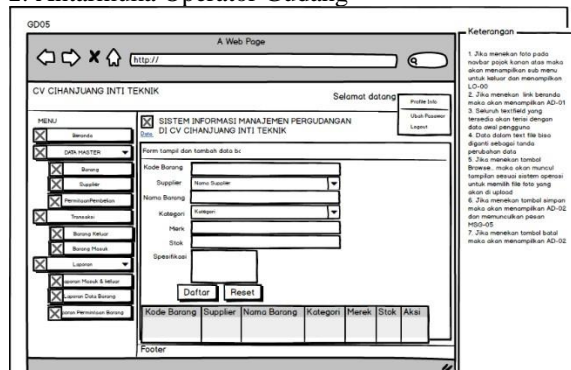 2. Antarmuka Operator Gudang
GD05
A Web Page
http://
CV CIHANJUANG INTI TEKNIK
Selamat datang
Profile Info
Ubah Password
Logout
MENU
Beranda
DATA MASTER
Barang
Supplier
PermintaanPembelian
Transaksi
Barang Keluar
Barang Masuk
Laporan
Laporan Masuk & keluar
Laporan Data Barang
Laporan Permintaan Barang
SISTEM INFORMASI MANAJEMEN PERGUDANGAN
DI CV CIHANJUANG INTI TEKNIK
Data
Form tampil dan tambah data ba
Kode Barang
Supplier
Nama Supplier
Nama Barang
Kategori
Kategori
Merk
Stok
Spesifikasi
Daftar Reset
Kode Barang Supplier Nama Barang Kategori Merek Stok Aksi
Footer
Keterangan
1. Jika menekan foto pada
navbar pojok kanan atas maka
akan menampilkan sub menu
untuk keluar dan menampilkan
LO-00
2. Jika menekan link beranda
maka akan menampilkan AD-01
3. Seluruh textfield yang
tersedia akan terisi dengan
data awal pengguna
4. Data dalam text file bisa
diganti sebagai tanda
perubahan data
5. Jika menekan tombol
Browse.. maka akan muncul
tampilan sesuai sistem operasi
untuk memilih file foto yang
akan di upload
6. Jika menekan tombol simpan
maka akan menampilkan AD-02
dan memunculkan pesan
MSG-05
7. Jika menekan tombol batal
maka akan menampilkan AD-02